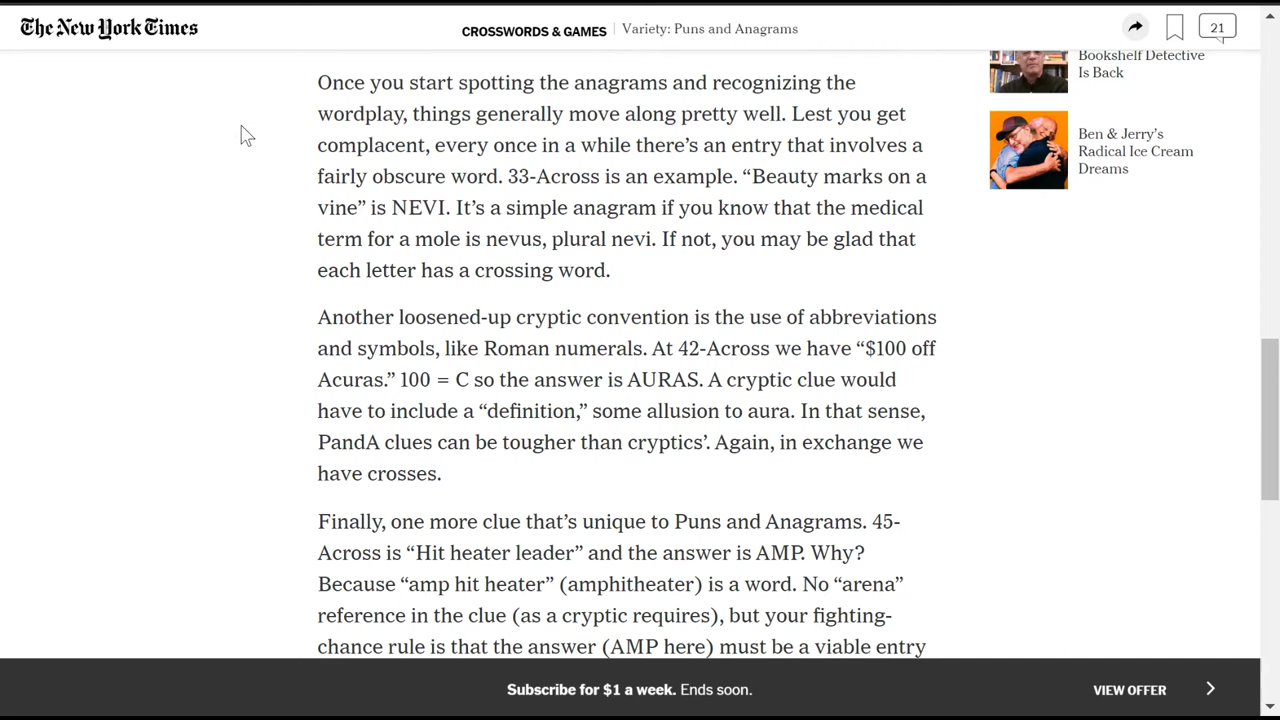 The New York Times
CROSSWORDS & GAMES
Variety: Puns and Anagrams
21
Once you start spotting the anagrams and recognizing the
wordplay, things generally move along pretty well. Lest you get
complacent, every once in a while there's an entry that involves a
fairly obscure word. 33-Across is an example. “Beauty marks on a
vine” is NEVI. It's a simple anagram if you know that the medical
term for a mole is nevus, plural nevi. If not, you may be glad that
each letter has a crossing word.
Another loosened-up cryptic convention is the use of abbreviations
and symbols, like Roman numerals. At 42-Across we have “$100 off
Acuras.” 100 = C so the answer is AURAS. A cryptic clue would
have to include a “definition,” some allusion to aura. In that sense,
PandA clues can be tougher than cryptics’. Again, in exchange we
have crosses.
Finally, one more clue that’s unique to Puns and Anagrams. 45-
Across is “Hit heater leader” and the answer is AMP. Why?
Because “amp hit heater” (amphitheater) is a word. No “arena”
reference in the clue (as a cryptic requires), but your fighting-
chance rule is that the answer (AMP here) must be a viable entry
Bookshelf Detective
Is Back
Ben & Jerry’s
Radical Ice Cream
Dreams
Subscribe for $1 a week. Ends soon.
VIEW OFFER